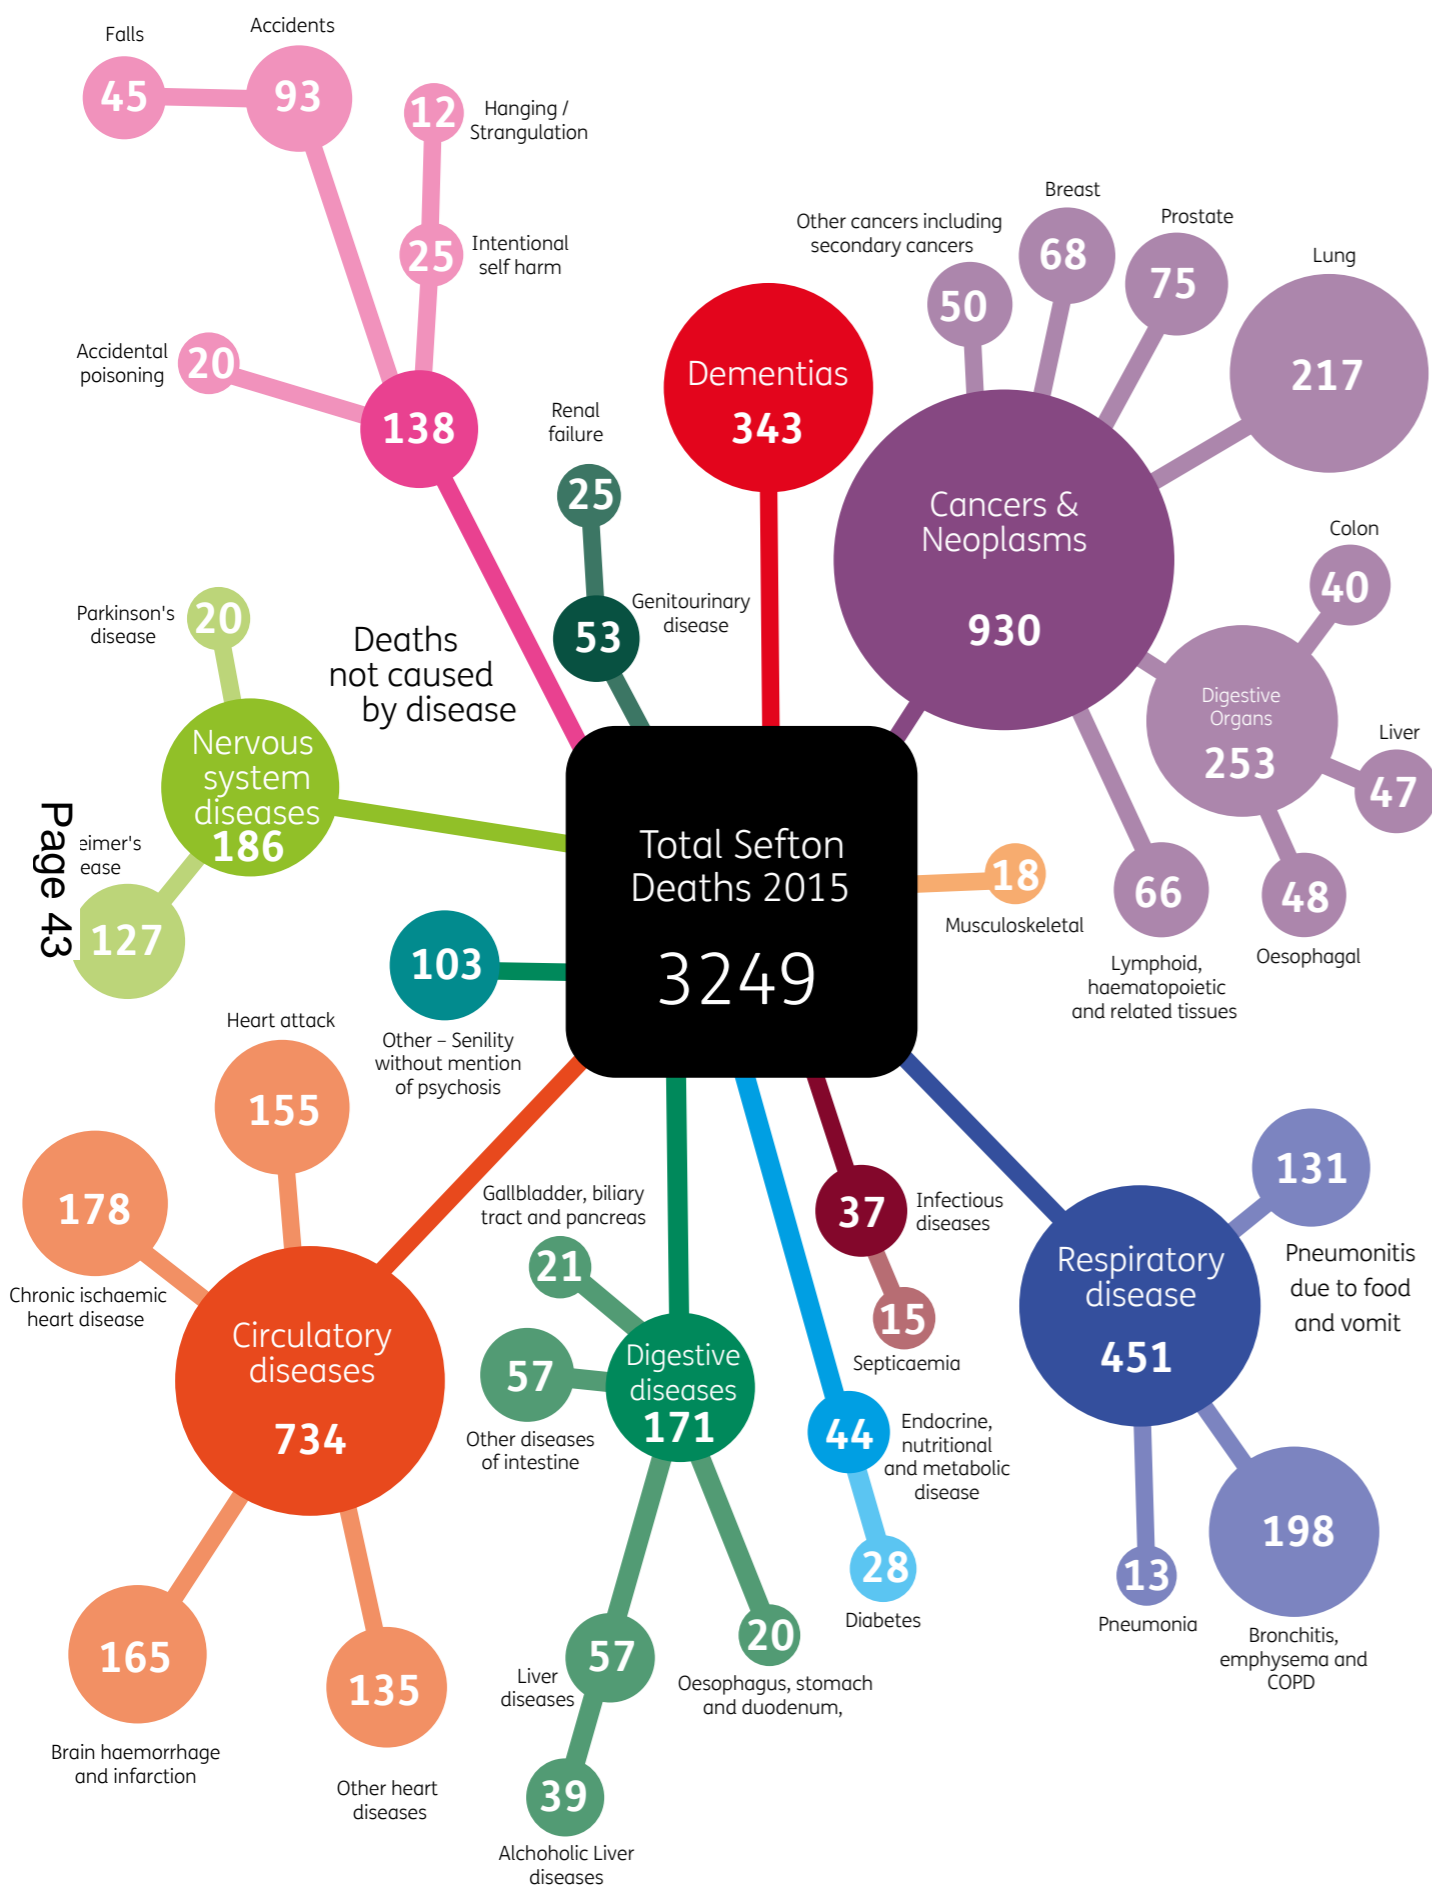 Falls
45
Accidents
93
12
Hanging /
Strangulation
25
Intentional
self harm
Accidental
poisoning
20
138
Deaths
not caused
by disease
Renal
failure
25
53
Genitourinary
disease
Dementias
343
Other cancers including
secondary cancers
50
Breast
68
Prostate
75
Lung
217
Cancers &
Neoplasms
930
Colon
40
Digestive
Organs
253
Liver
47
48
Oesophagal
66
Lymphoid,
haematopoietic
and related tissues
Parkinson's
disease
20
Nervous
system
diseases
186
eimer's
ease
127
Page 43
Total Sefton
Deaths 2015
3249
18
Musculoskeletal
103
Other – Senility
without mention
of psychosis
Heart attack
155
178
Chronic ischaemic
heart disease
Circulatory
diseases
734
165
Brain haemorrhage
and infarction
135
Other heart
diseases
Gallbladder, biliary
tract and pancreas
21
57
Other diseases
of intestine
Digestive
diseases
171
57
Liver
diseases
39
Alchoholic Liver
diseases
20
Oesophagus, stomach
and duodenum,
37
Infectious
diseases
15
Septicaemia
44
Endocrine,
nutritional
and metabolic
disease
28
Diabetes
Respiratory
disease
451
131
Pneumonitis
due to food
and vomit
13
Pneumonia
198
Bronchitis,
emphysema and
COPD